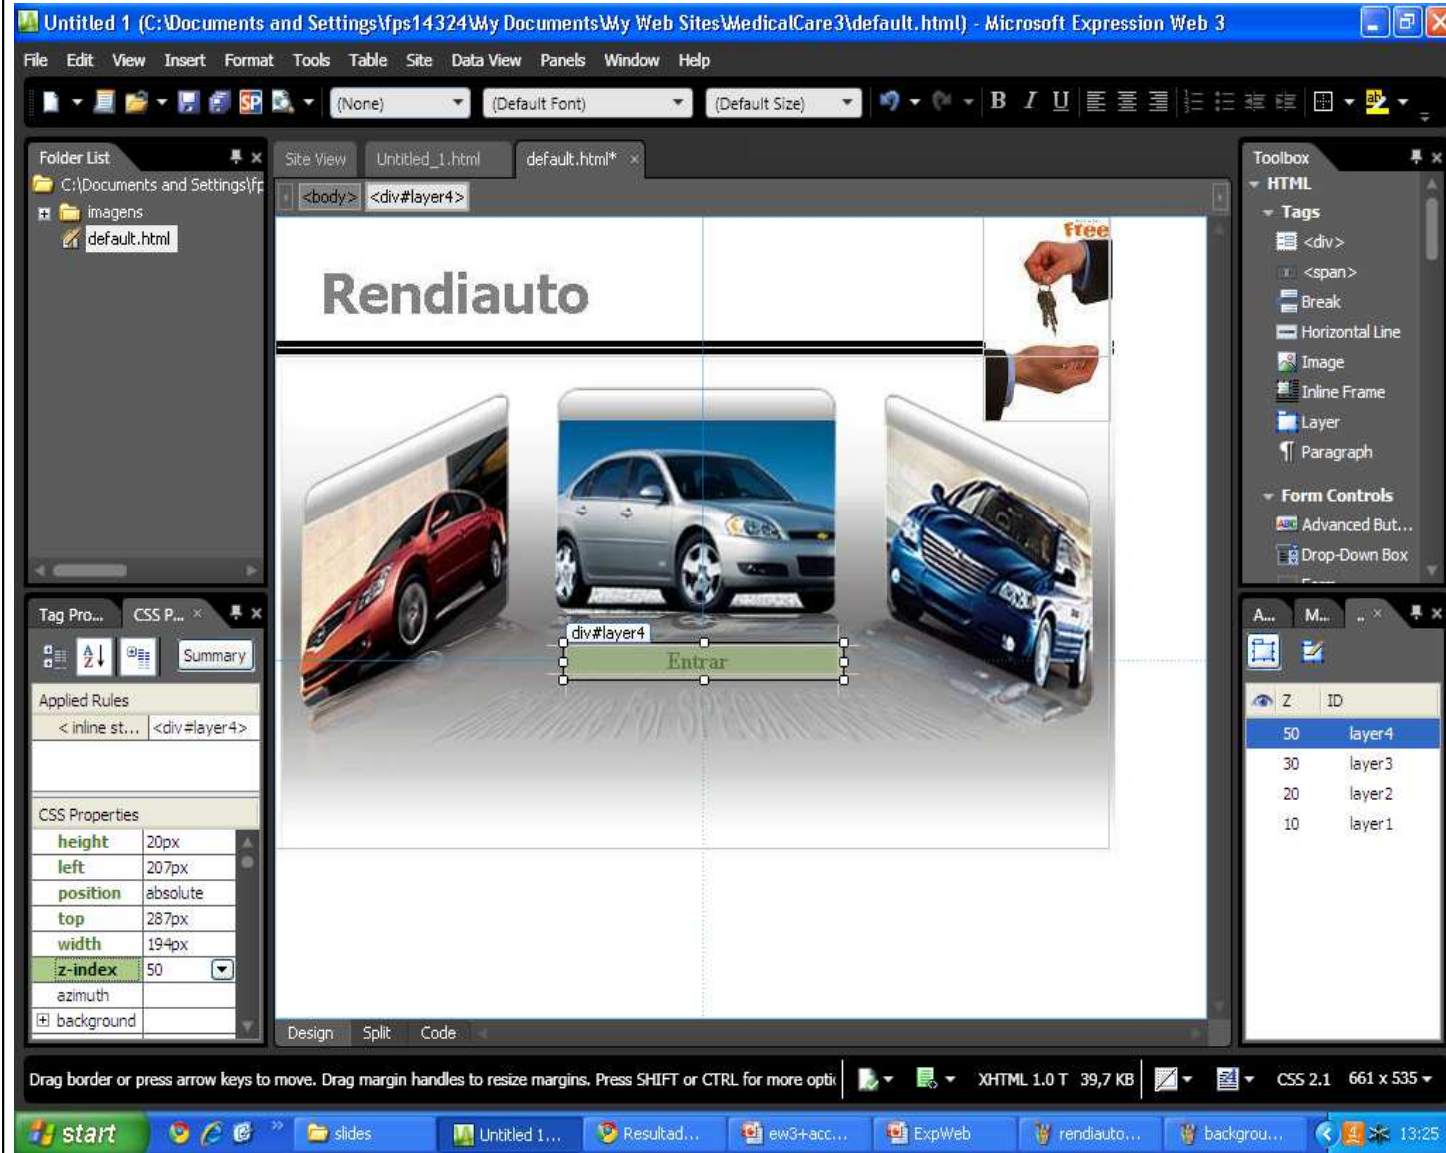 Untitled 1 (C:\Documents and Settings\fps14324\My Documents\My Web Sites\MedicalCare3\default.html) - Microsoft Expression Web 3
File Edit View Insert Format Tools Table Site Data View Panels Window Help
SP (None) (Default Font) (Default Size) B I U ab
Folder List
C:\Documents and Settings\fp
imagens
default.html
Site View Untitled_1.html default.html*
<body> <div#layer4>
Free
Rendiauto
div#layer4
Entrar
Design Split Code
Toolbox
HTML
Tags
<div>
<span>
Break
Horizontal Line
Image
Inline Frame
Layer
Paragraph
Form Controls
Advanced But...
Drop-Down Box
Tag Pro... CSS P...
Summary
Applied Rules
< inline st... <div#layer4>
CSS Properties
height 20px
left 207px
position absolute
top 287px
width 194px
z-index 50
azimuth
background
A... M... ..
Z ID
50 layer4
30 layer3
20 layer2
10 layer1
Drag border or press arrow keys to move. Drag margin handles to resize margins. Press SHIFT or CTRL for more optic XHTML 1.0 T 39,7 KB CSS 2.1 661 x 535
start slides Untitled 1... Resultad... ew3+acc... ExpWeb rendiauto... backgrou... 13:25